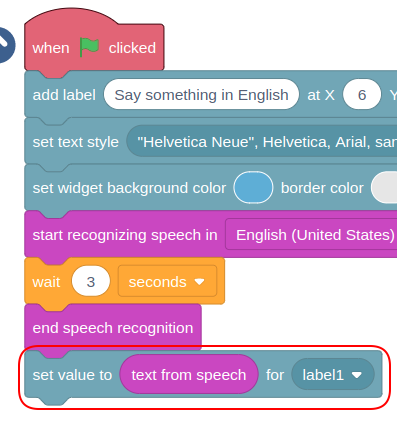 when clicked
add label Say something in English at X 6 Y
set text style "Helvetica Neue", Helvetica, Arial,
set widget background color border color
start recognizing speech in English (United States)
wait 3 seconds
end speech recognition
set value to text from speech for label1